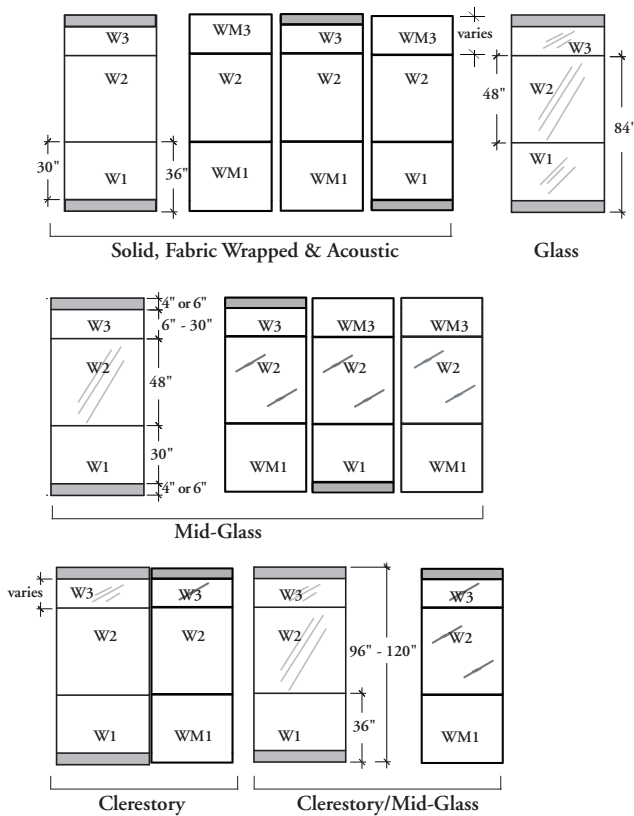 W3 WM3 W3 WM3 varies W3
W2 W2 W2 W2 48" W2 84'
30" W1 36" WM1 WM1 W1 W1
Solid, Fabric Wrapped & Acoustic Glass
4" or 6"
W3 6" - 30" W3 WM3 WM3
W2 48" W2 W2 W2
30"
W1 WM1 W1 WM1
4" or 6"
Mid-Glass
varies W3 W3 W3 W3
W2 W2 W2 96" - 120" W2
W1 WM1 W1 36" WM1
Clerestory Clerestory/Mid-Glass